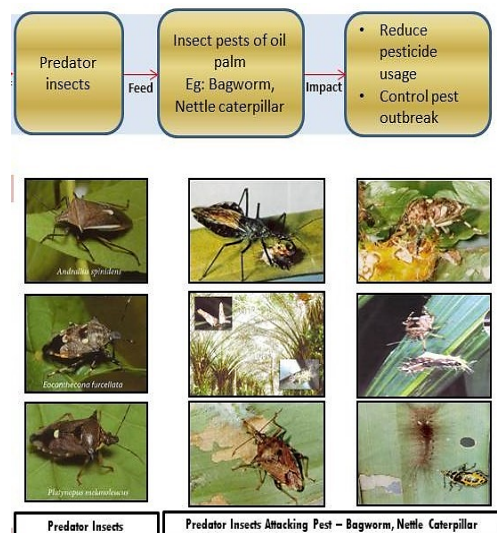 Predator
insects
Feed
Insect pests of oil
palm
Eg: Bagworm,
Nettle caterpillar
Impact
• Reduce
pesticide
usage
• Control pest
outbreak
Andrallus spinidens
Eocanthecona furcellata
Platynopus melanoleucus
Predator Insects
Predator Insects Attacking Pest – Bagworm, Nettle Caterpillar